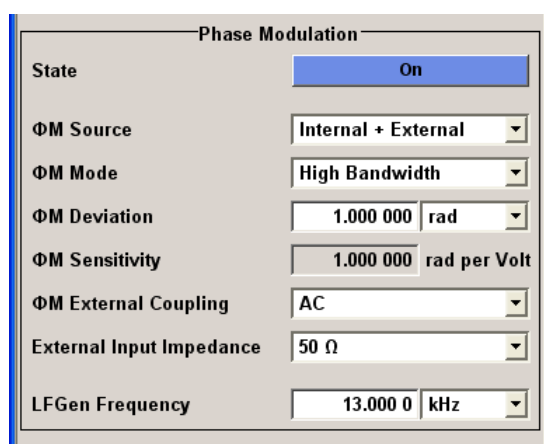 Phase Modulation
State On
ΦM Source Internal + External
ΦM Mode High Bandwidth
ΦM Deviation 1.000 000 rad
ΦM Sensitivity 1.000 000 rad per Volt
ΦM External Coupling AC
External Input Impedance 50 Ω
LFGen Frequency 13.000 0 kHz